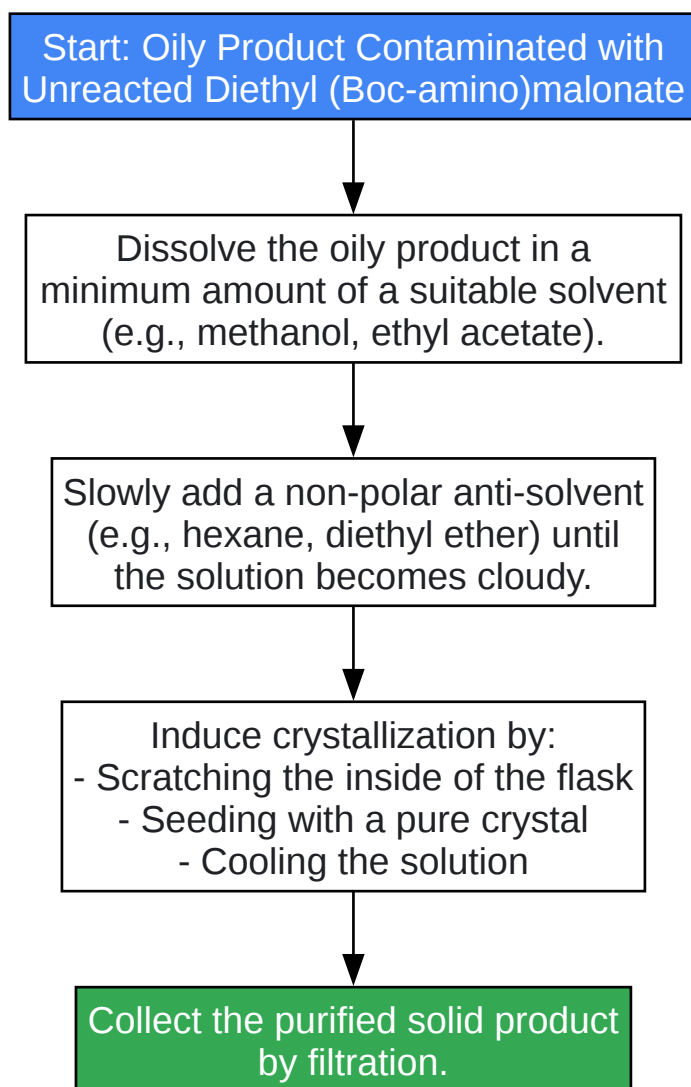 Start: Oily Product Contaminated with
Unreacted Diethyl (Boc-amino)malonate
Dissolve the oily product in a
minimum amount of a suitable solvent
(e.g., methanol, ethyl acetate).
Slowly add a non-polar anti-solvent
(e.g., hexane, diethyl ether) until
the solution becomes cloudy.
Induce crystallization by:
- Scratching the inside of the flask
- Seeding with a pure crystal
- Cooling the solution
Collect the purified solid product
by filtration.